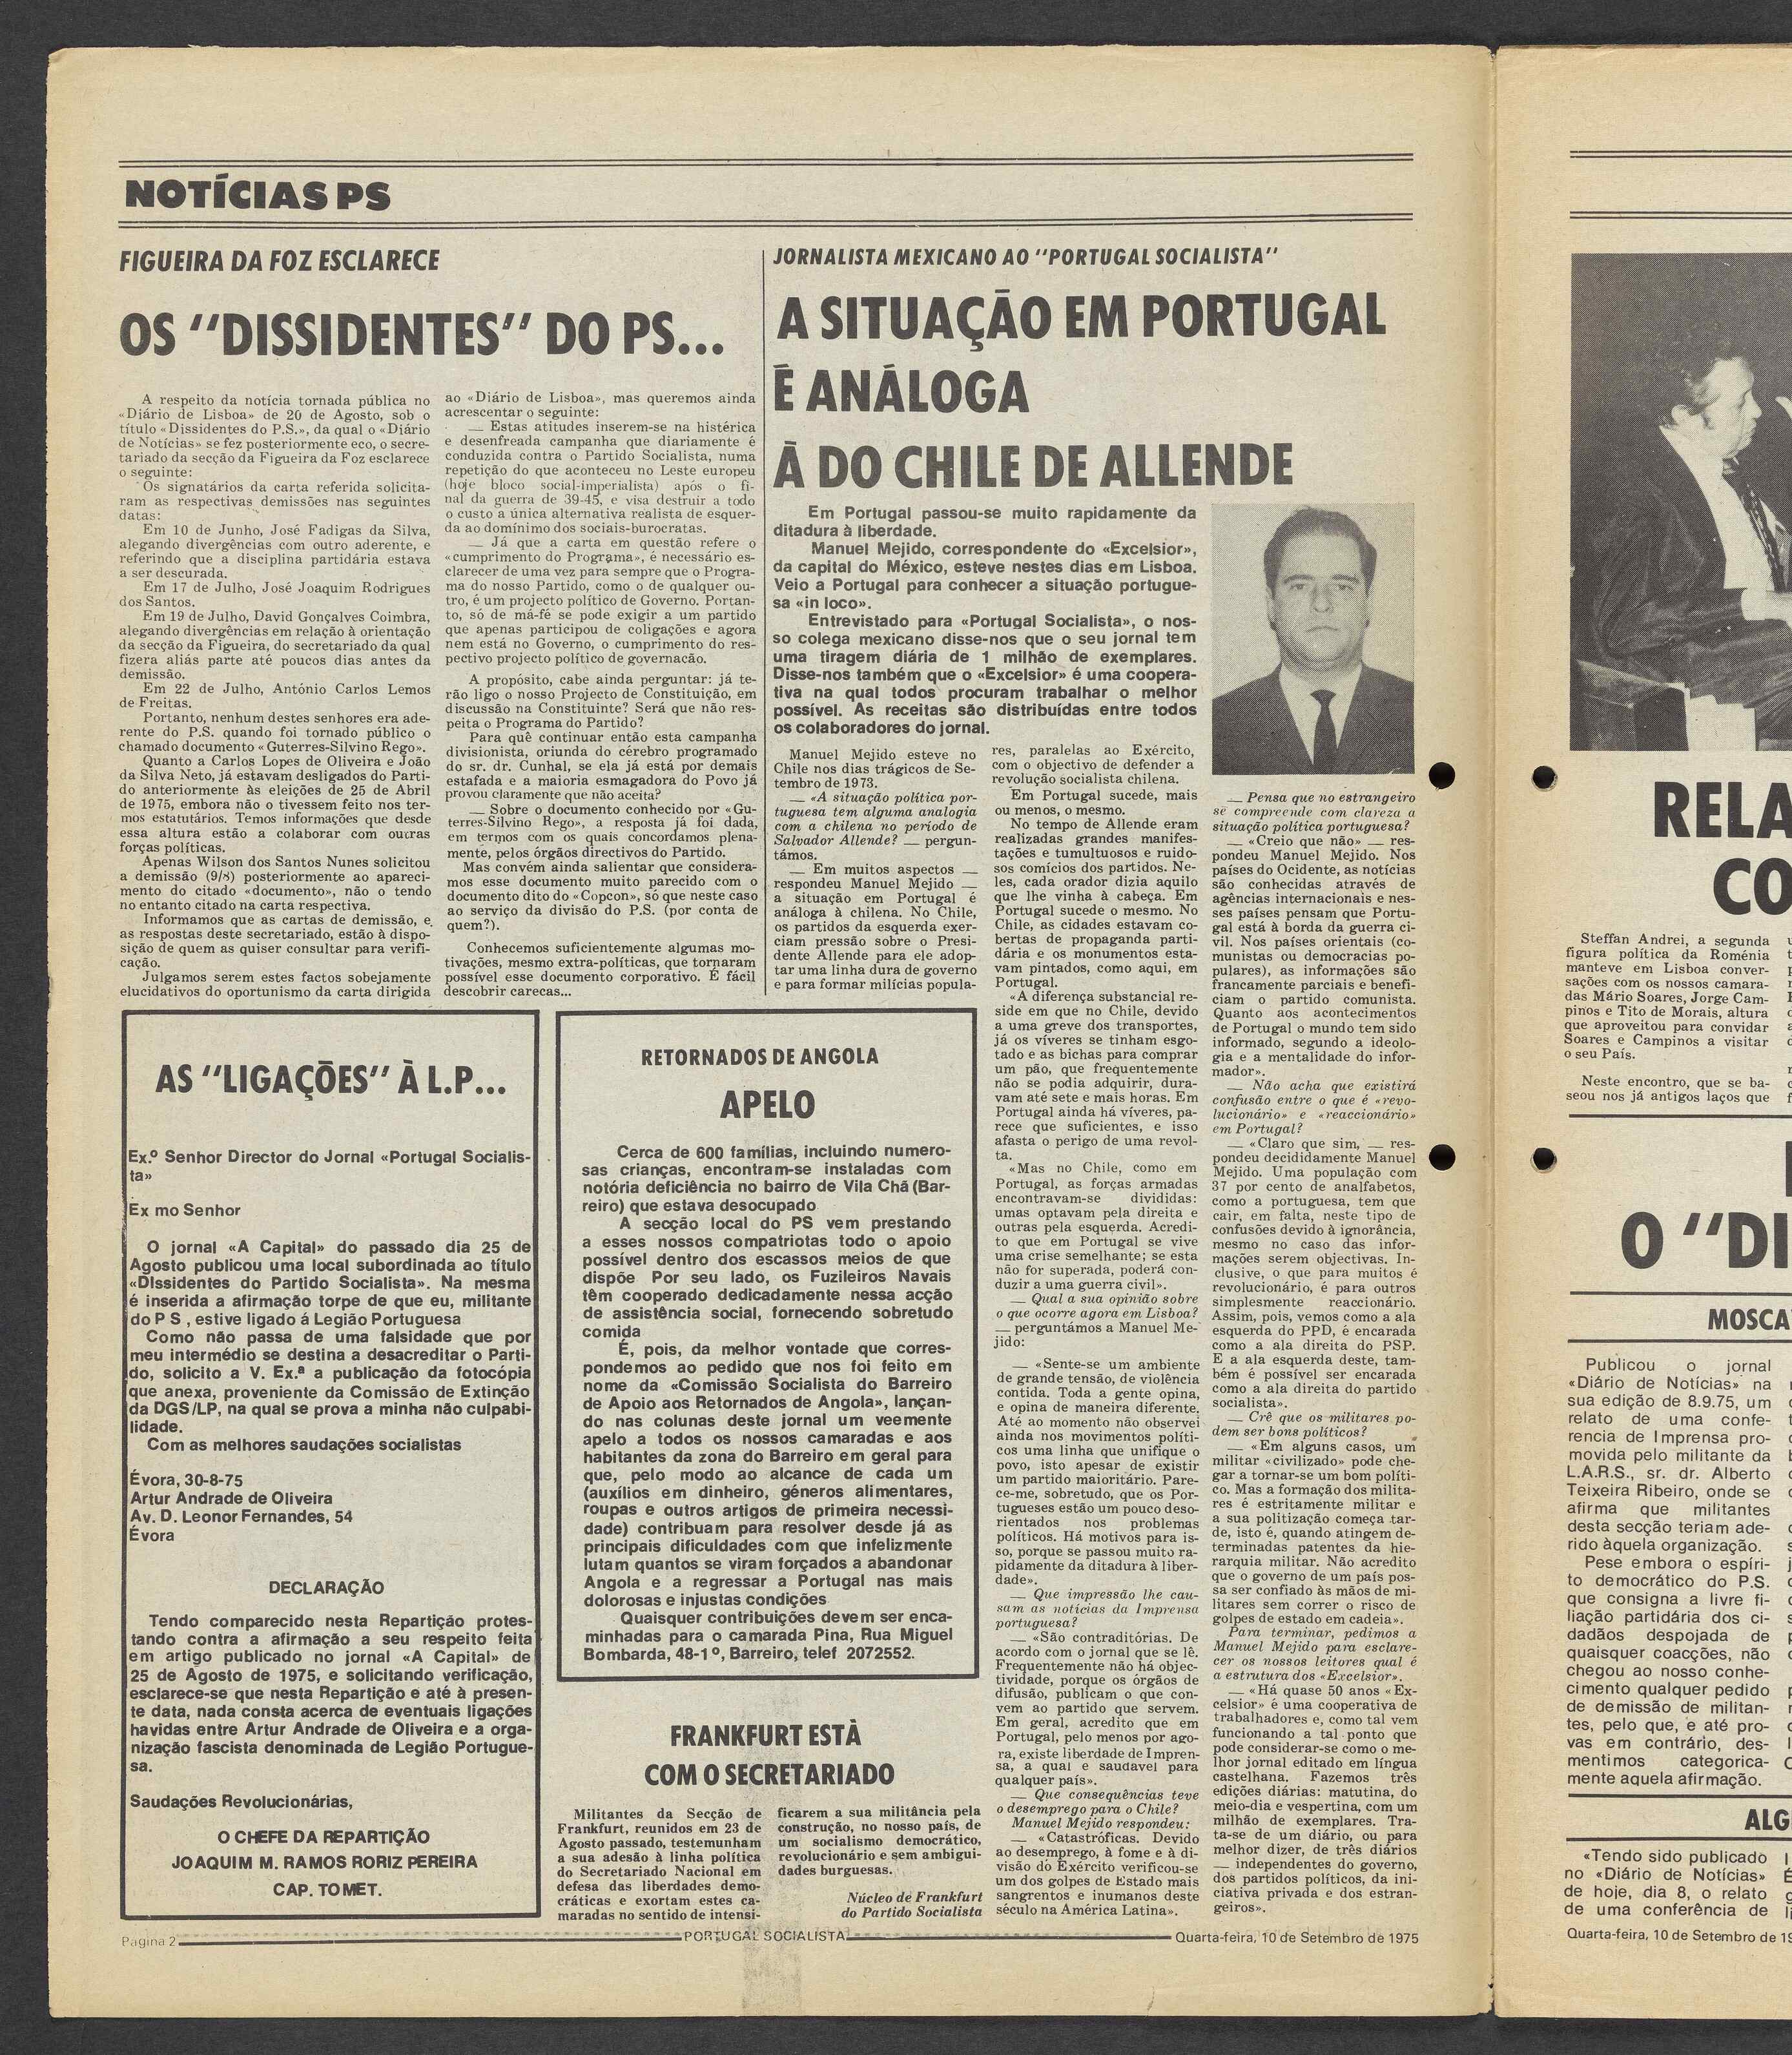 NOTÍCIAS PS
FIGUEIRA DA FOZ ESCLARECE
OS "DISSIDENTES" DO PS...
A respeito da notícia tornada pública no
«Diário de Lisboa» de 20 de Agosto, sob o
título «Dissidentes do P.S.», da qual o «Diário
de Notícias» se fez posteriormente eco, o secre-
tariado da secção da Figueira da Foz esclarece
o seguinte:
Os signatários da carta referida solicita-
ram as respectivas demissões nas seguintes
datas:
Em 10 de Junho, José Fadigas da Silva,
alegando divergências com outro aderente, e
referindo que a disciplina partidária estava
a ser descurada.
Em 17 de Julho, José Joaquim Rodrigues
dos Santos.
Em 19 de Julho, David Gonçalves Coimbra,
alegando divergências em relação à orientação
da secção da Figueira, do secretariado da qual
fizera aliás parte até poucos dias antes da
demissão.
Em 22 de Julho, António Carlos Lemos
de Freitas.
Portanto, nenhum destes senhores era ade-
rente do P.S. quando foi tornado público o
chamado documento «Guterres-Silvino Rego».
Quanto a Carlos Lopes de Oliveira e João
da Silva Neto, já estavam desligados do Parti-
do anteriormente às eleições de 25 de Abril
de 1975, embora não o tivessem feito nos ter-
mos estatutários. Temos informações que desde
essa altura estão a colaborar com outras
forças políticas.
Apenas Wilson dos Santos Nunes solicitou
a demissão (9/8) posteriormente ao apareci-
mento do citado «documento», não o tendo
no entanto citado na carta respectiva.
Informamos que as cartas de demissão, e
as respostas deste secretariado, estão à dispo-
sição de quem as quiser consultar para verifi-
cação.
Julgamos serem estes factos sobejamente
elucidativos do oportunismo da carta dirigida
ao «Diário de Lisboa», mas queremos ainda
acrescentar o seguinte:
— Estas atitudes inserem-se na histérica
e desenfreada campanha que diariamente é
conduzida contra o Partido Socialista, numa
repetição do que aconteceu no Leste europeu
(hoje bloco social-imperialista) após o fi-
nal da guerra de 39-45, e visa destruir a todo
o custo a única alternativa realista de esquer-
da ao domínimo dos sociais-burocratas.
— Já que a carta em questão refere o
«cumprimento do Programa», é necessário es-
clarecer de uma vez para sempre que o Progra-
ma do nosso Partido, como o de qualquer ou-
tro, é um projecto político de Governo. Portan-
to, só de má-fé se pode exigir a um partido
que apenas participou de coligações e agora
nem está no Governo, o cumprimento do res-
pectivo projecto político de governacão.
A propósito, cabe ainda perguntar: já te-
rão ligo o nosso Projecto de Constituição, em
discussão na Constituinte? Será que não res-
peita o Programa do Partido?
Para quê continuar então esta campanha
divisionista, oriunda do cérebro programado
do sr. dr. Cunhal, se ela já está por demais
estafada e a maioria esmagadora do Povo já
provou claramente que não aceita?
— Sobre o documento conhecido por «Gu-
terres-Silvino Rego», a resposta já foi dada,
em termos com os quais concordamos plena-
mente, pelos órgãos directivos do Partido.
Mas convém ainda salientar que considera-
mos esse documento muito parecido com o
documento dito do «Copcon», só que neste caso
ao serviço da divisão do P.S. (por conta de
quem?).
Conhecemos suficientemente algumas mo-
tivações, mesmo extra-políticas, que tornaram
possível esse documento corporativo. É fácil
descobrir carecas...
JORNALISTA MEXICANO AO "PORTUGAL SOCIALISTA"
A SITUAÇÃO EM PORTUGAL
É ANÁLOGA
À DO CHILE DE ALLENDE
Em Portugal passou-se muito rapidamente da
ditadura à liberdade.
Manuel Mejido, correspondente do «Excelsior»,
da capital do México, esteve nestes dias em Lisboa.
Veio a Portugal para conhecer a situação portugue-
sa «in loco».
Entrevistado para «Portugal Socialista», o nos-
so colega mexicano disse-nos que o seu jornal tem
uma tiragem diária de 1 milhão de exemplares.
Disse-nos também que o «Excelsior» é uma coopera-
tiva na qual todos procuram trabalhar o melhor
possível. As receitas são distribuídas entre todos
os colaboradores do jornal.
Manuel Mejido esteve no
Chile nos dias trágicos de Se-
tembro de 1973.
— «A situação política por-
tuguesa tem alguma analogia
com a chilena no período de
Salvador Allende? — pergun-
támos.
— Em muitos aspectos —
respondeu Manuel Mejido —
a situação em Portugal é
análoga à chilena. No Chile,
os partidos da esquerda exer-
ciam pressão sobre o Presi-
dente Allende para ele adop-
tar uma linha dura de governo
e para formar milícias popula-
res, paralelas ao Exército,
com o objectivo de defender a
revolução socialista chilena.
Em Portugal sucede, mais
ou menos, o mesmo.
No tempo de Allende eram
realizadas grandes manifes-
tações e tumultuosos e ruido-
sos comícios dos partidos. Ne-
les, cada orador dizia aquilo
que lhe vinha à cabeça. Em
Portugal sucede o mesmo. No
Chile, as cidades estavam co-
bertas de propaganda parti-
dária e os monumentos esta-
vam pintados, como aqui, em
Portugal.
«A diferença substancial re-
side em que no Chile, devido
a uma greve dos transportes,
já os víveres se tinham esgo-
tado e as bichas para comprar
um pão, que frequentemente
não se podia adquirir, dura-
vam até sete e mais horas. Em
Portugal ainda há víveres, pa-
rece que suficientes, e isso
afasta o perigo de uma revol-
ta.
«Mas no Chile, como em
Portugal, as forças armadas
encontravam-se divididas:
umas optavam pela direita e
outras pela esquerda. Acredi-
to que em Portugal se vive
uma crise semelhante; se esta
não for superada, poderá con-
duzir a uma guerra civil».
— Qual a sua opinião sobre
o que ocorre agora em Lisboa?
— perguntámos a Manuel Me-
jido:
— «Sente-se um ambiente
de grande tensão, de violência
contida. Toda a gente opina,
e opina de maneira diferente.
Até ao momento não observei
ainda nos movimentos políti-
cos uma linha que unifique o
povo, isto apesar de existir
um partido maioritário. Pare-
ce-me, sobretudo, que os Por-
tugueses estão um pouco deso-
rientados nos problemas
políticos. Há motivos para is-
so, porque se passou muito ra-
pidamente da ditadura à liber-
dade».
— Que impressão lhe cau-
sam as notícias da Imprensa
portuguesa?
— «São contraditórias. De
acordo com o jornal que se lê.
Frequentemente não há objec-
tividade, porque os órgãos de
difusão, publicam o que con-
vem ao partido que servem.
Em geral, acredito que em
Portugal, pelo menos por ago-
ra, existe liberdade de Impren-
sa, a qual e saudavel para
qualquer país».
— Que consequências teve
o desemprego para o Chile?
Manuel Mejido respondeu:
— «Catastróficas. Devido
ao desemprego, à fome e à di-
visão do Exército verificou-se
um dos golpes de Estado mais
sangrentos e inumanos deste
século na América Latina».
— Pensa que no estrangeiro
se compreende com clareza a
situação política portuguesa?
— «Creio que não» — res-
pondeu Manuel Mejido. Nos
países do Ocidente, as notícias
são conhecidas através de
agências internacionais e nes-
ses países pensam que Portu-
gal está à borda da guerra ci-
vil. Nos países orientais (co-
munistas ou democracias po-
pulares), as informações são
francamente parciais e benefi-
ciam o partido comunista.
Quanto aos acontecimentos
de Portugal o mundo tem sido
informado, segundo a ideolo-
gia e a mentalidade do infor-
mador».
— Não acha que existirá
confusão entre o que é «revo-
lucionário» e «reaccionário»
em Portugal?
— «Claro que sim, — res-
pondeu decididamente Manuel
Mejido. Uma população com
37 por cento de analfabetos,
como a portuguesa, tem que
cair, em falta, neste tipo de
confusões devido à ignorância,
mesmo no caso das infor-
mações serem objectivas. In-
clusive, o que para muitos é
revolucionário, é para outros
simplesmente reaccionário.
Assim, pois, vemos como a ala
esquerda do PPD, é encarada
como a ala direita do PSP.
E a ala esquerda deste, tam-
bém é possível ser encarada
como a ala direita do partido
socialista».
— Crê que os militares po-
dem ser bons políticos?
— «Em alguns casos, um
militar «civilizado» pode che-
gar a tornar-se um bom políti-
co. Mas a formação dos milita-
res é estritamente militar e
a sua politização começa tar-
de, isto é, quando atingem de-
terminadas patentes da hie-
rarquia militar. Não acredito
que o governo de um país pos-
sa ser confiado às mãos de mi-
litares sem correr o risco de
golpes de estado em cadeia».
Para terminar, pedimos a
Manuel Mejido para esclare-
cer os nossos leitores qual é
a estrutura dos «Excelsior».
— «Há quase 50 anos «Ex-
celsior» é uma cooperativa de
trabalhadores e, como tal vem
funcionando a tal ponto que
pode considerar-se como o me-
lhor jornal editado em língua
castelhana. Fazemos três
edições diárias: matutina, do
meio-dia e vespertina, com um
milhão de exemplares. Tra-
ta-se de um diário, ou para
melhor dizer, de três diários
— independentes do governo,
dos partidos políticos, da ini-
ciativa privada e dos estran-
geiros».
AS "LIGAÇÕES" À L.P...
Ex.º Senhor Director do Jornal «Portugal Socialis-
ta»
Ex mo Senhor
O jornal «A Capital» do passado dia 25 de
Agosto publicou uma local subordinada ao título
«DIssidentes do Partido Socialista». Na mesma
é inserida a afirmação torpe de que eu, militante
do P S , estive ligado á Legião Portuguesa
Como não passa de uma falsidade que por
meu intermédio se destina a desacreditar o Parti-
do, solicito a V. Ex.ª a publicação da fotocópia
que anexa, proveniente da Comissão de Extinção
da DGS/LP, na qual se prova a minha não culpabi-
lidade.
Com as melhores saudações socialistas
Évora, 30-8-75
Artur Andrade de Oliveira
Av. D. Leonor Fernandes, 54
Évora
DECLARAÇÃO
Tendo comparecido nesta Repartição protes-
tando contra a afirmação a seu respeito feita
em artigo publicado no jornal «A Capital» de
25 de Agosto de 1975, e solicitando verificação,
esclarece-se que nesta Repartição e até à presen-
te data, nada consta acerca de eventuais ligações
havidas entre Artur Andrade de Oliveira e a orga-
nização fascista denominada de Legião Portugue-
sa.
Saudações Revolucionárias,
O CHEFE DA REPARTIÇÃO
JOAQUIM M. RAMOS RORIZ PEREIRA
CAP. TO MET.
RETORNADOS DE ANGOLA
APELO
Cerca de 600 famílias, incluindo numero-
sas crianças, encontram-se instaladas com
notória deficiência no bairro de Vila Chã (Bar-
reiro) que estava desocupado
A secção local do PS vem prestando
a esses nossos compatriotas todo o apoio
possível dentro dos escassos meios de que
dispõe Por seu lado, os Fuzileiros Navais
têm cooperado dedicadamente nessa acção
de assistência social, fornecendo sobretudo
comida
É, pois, da melhor vontade que corres-
pondemos ao pedido que nos foi feito em
nome da «Comissão Socialista do Barreiro
de Apoio aos Retornados de Angola», lançan-
do nas colunas deste jornal um veemente
apelo a todos os nossos camaradas e aos
habitantes da zona do Barreiro em geral para
que, pelo modo ao alcance de cada um
(auxílios em dinheiro, géneros alimentares,
roupas e outros artigos de primeira necessi-
dade) contribuam para resolver desde já as
principais dificuldades com que infelizmente
lutam quantos se viram forçados a abandonar
Angola e a regressar a Portugal nas mais
dolorosas e injustas condições
Quaisquer contribuições devem ser enca-
minhadas para o camarada Pina, Rua Miguel
Bombarda, 48-1º, Barreiro, telef 2072552.
FRANKFURT ESTÁ
COM O SECRETARIADO
Militantes da Secção de
Frankfurt, reunidos em 23 de
Agosto passado, testemunham
a sua adesão à linha política
do Secretariado Nacional em
defesa das liberdades demo-
cráticas e exortam estes ca-
maradas no sentido de intensi-
ficarem a sua militância pela
construção, no nosso país, de
um socialismo democrático,
revolucionário e sem ambigui-
dades burguesas.
Núcleo de Frankfurt
do Partido Socialista
Pagina 2
PORTUGAL SOCIALISTA
Quarta-feira, 10 de Setembro de 1975
RELA
CO
Steffan Andrei, a segunda
figura política da Roménia
manteve em Lisboa conver-
sações com os nossos camara-
das Mário Soares, Jorge Cam-
pinos e Tito de Morais, altura
que aproveitou para convidar
Soares e Campinos a visitar
o seu País.
Neste encontro, que se ba-
seou nos já antigos laços que
O "DI
MOSCA
Publicou o jornal
«Diário de Notícias» na
sua edição de 8.9.75, um
relato de uma confe-
rencia de Imprensa pro-
movida pelo militante da
L.A.R.S., sr. dr. Alberto
Teixeira Ribeiro, onde se
afirma que militantes
desta secção teriam ade-
rido àquela organização.
Pese embora o espíri-
to democrático do P.S.
que consigna a livre fi-
liação partidária dos ci-
dadãos despojada de
quaisquer coacções, não
chegou ao nosso conhe-
cimento qualquer pedido
de demissão de militan-
tes, pelo que, e até pro-
vas em contrário, des-
mentimos categorica-
mente aquela afirmação.
ALG
«Tendo sido publicado
no «Diário de Notícias»
de hoje, dia 8, o relato
de uma conferência de
Quarta-feira, 10 de Setembro de 19